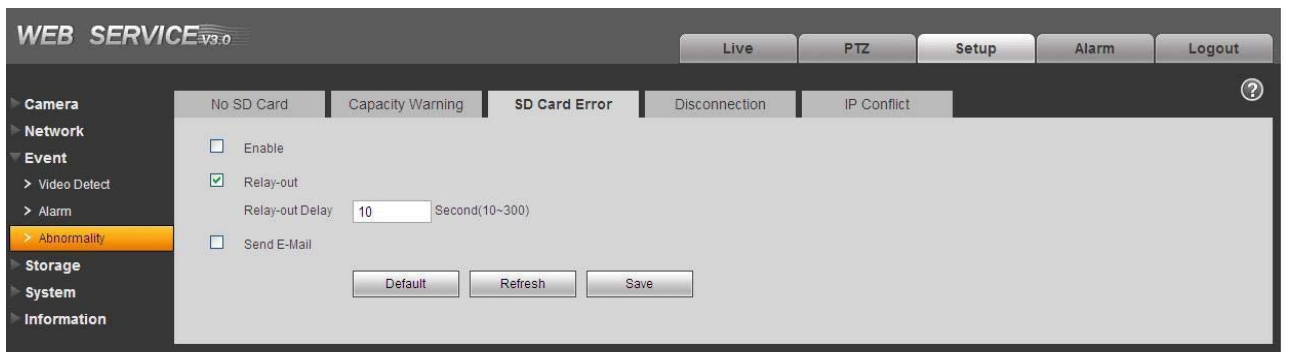 WEB SERVICE V3.0
Live PTZ Setup Alarm Logout
?
Camera
Network
Event
> Video Detect
> Alarm
> Abnormality
Storage
System
Information
No SD Card Capacity Warning SD Card Error Disconnection IP Conflict
Enable
Relay-out
Relay-out Delay 10 Second(10~300)
Send E-Mail
Default Refresh Save